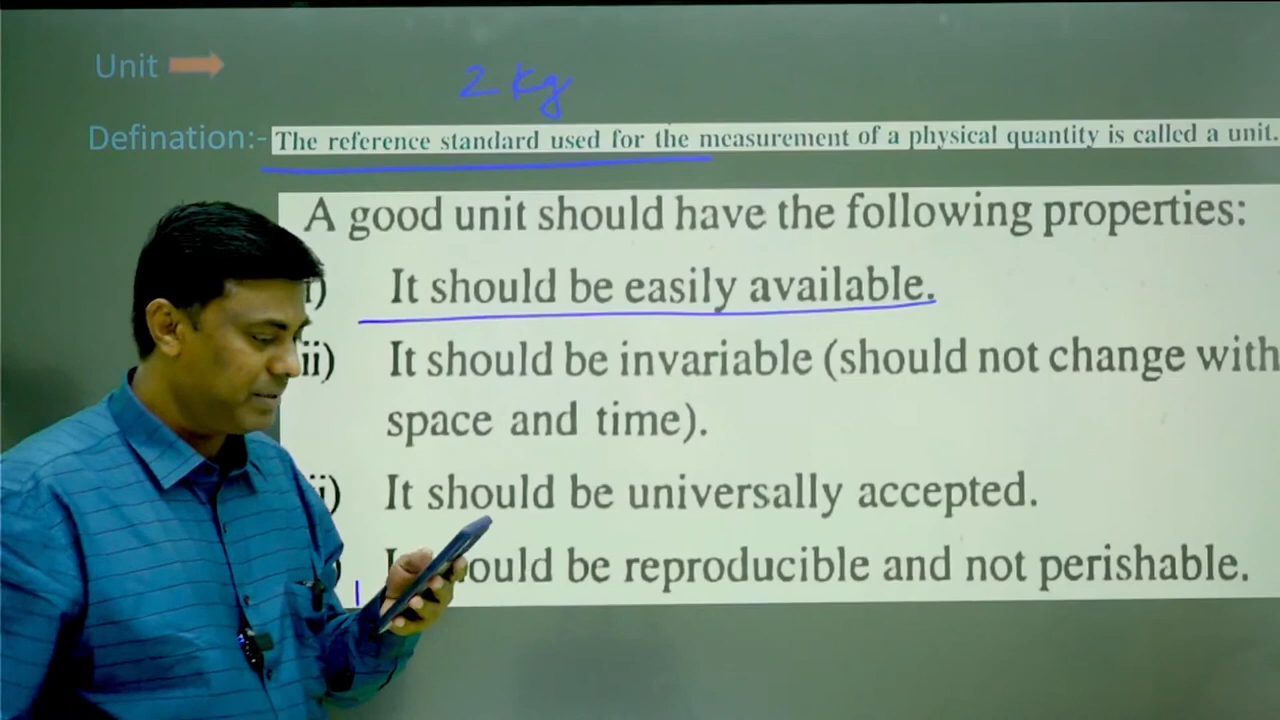 Unit
2 kg
Defination:- The reference standard used for the measurement of a physical quantity is called a unit.
A good unit should have the following properties:
It should be easily available.
ii) It should be invariable (should not change with
space and time).
It should be universally accepted.
should be reproducible and not perishable.